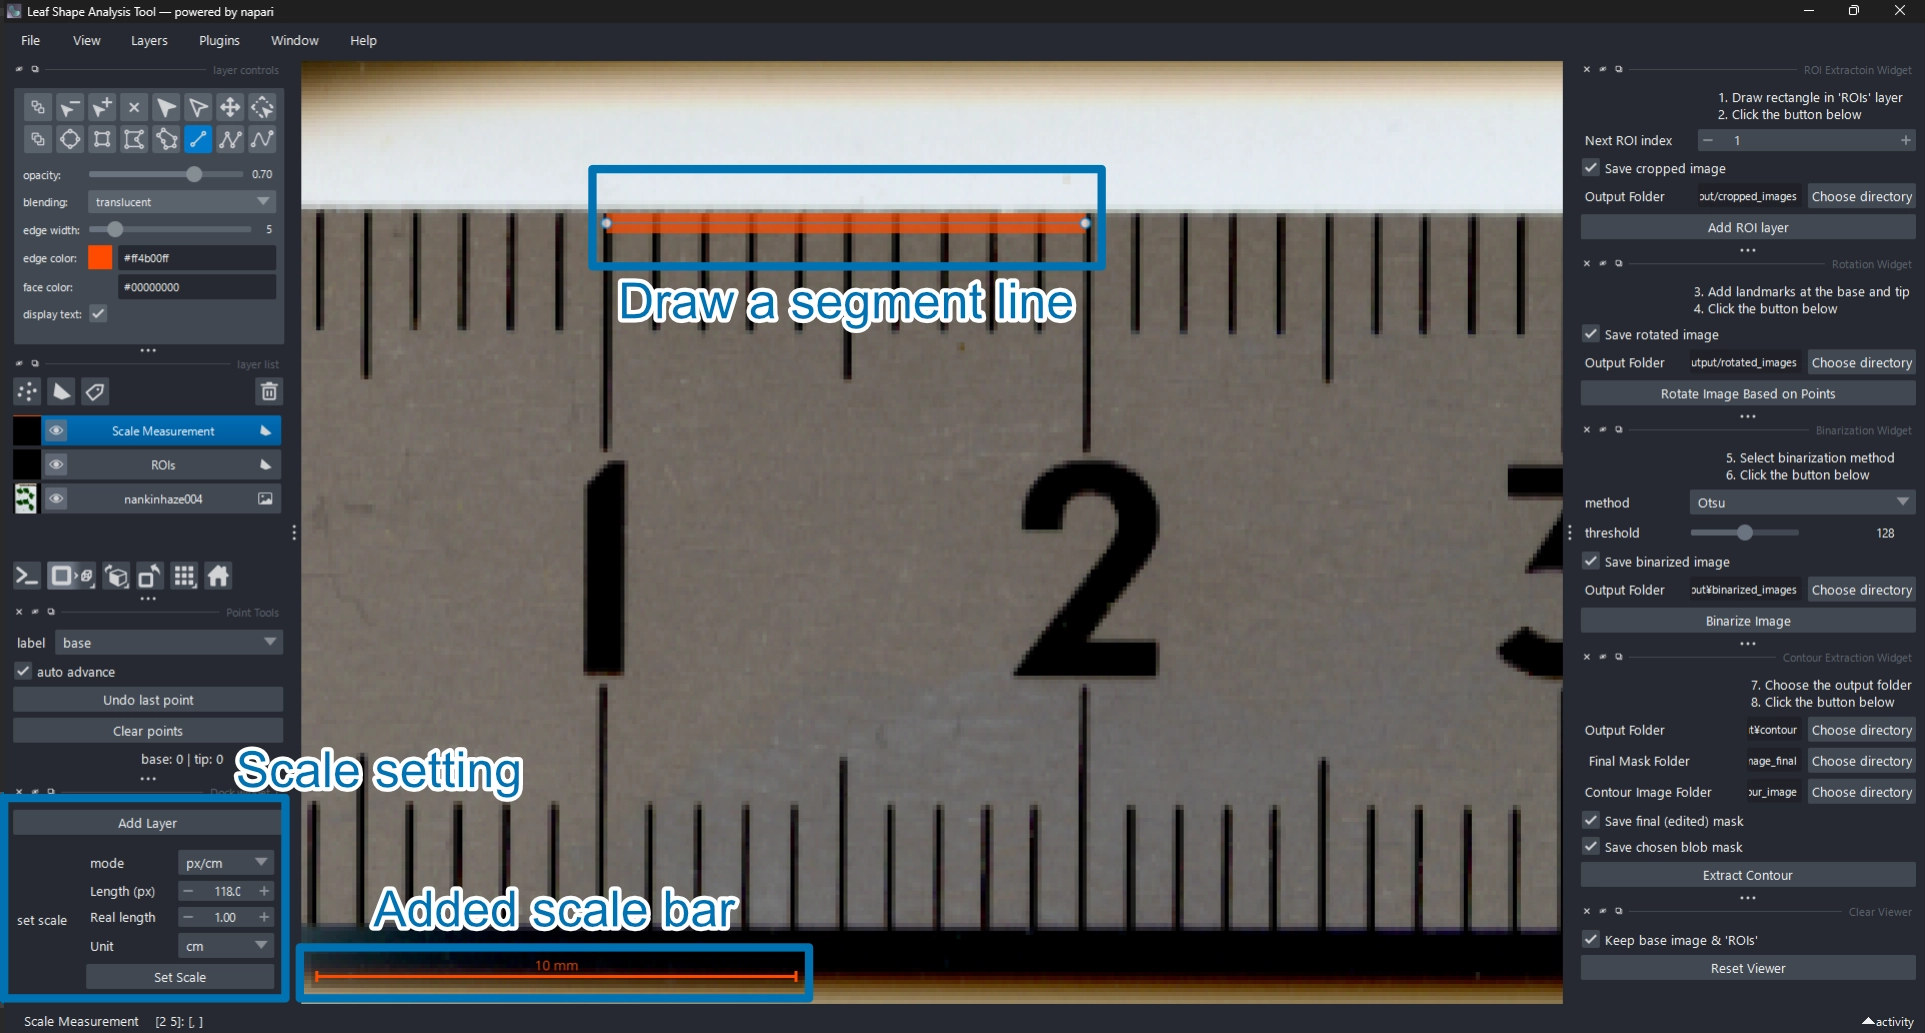 Leaf Shape Analysis Tool — powered by napari
File View Layers Plugins Window Help
layer controls
opacity: 0.70
blending: translucent
edge width: 5
edge color: #ff4b00ff
face color: #00000000
display text:
layer list
Scale Measurement
ROIs
nankinhaze004
Point Tools
label base
auto advance
Undo last point
Clear points
base: 0 | tip: 0
Scale setting
Add Layer
mode px/cm
Length (px) 118.0
set scale
Real length 1.00
Unit cm
Set Scale
Draw a segment line
1 2 3
Added scale bar
10 mm
ROI Extractoin Widget
1. Draw rectangle in 'ROIs' layer
2. Click the button below
Next ROI index 1
Save cropped image
Output Folder out/cropped_images Choose directory
Add ROI layer
Rotation Widget
3. Add landmarks at the base and tip
4. Click the button below
Save rotated image
Output Folder utput/rotated_images Choose directory
Rotate Image Based on Points
Binarization Widget
5. Select binarization method
6. Click the button below
method Otsu
threshold 128
Save binarized image
Output Folder out¥binarized_images Choose directory
Binarize Image
Contour Extraction Widget
7. Choose the output folder
8. Click the button below
Output Folder t¥contour Choose directory
Final Mask Folder nage_final Choose directory
Contour Image Folder our_image Choose directory
Save final (edited) mask
Save chosen blob mask
Extract Contour
Clear Viewer
Keep base image & 'ROIs'
Reset Viewer
Scale Measurement [2 5]: [, ]
activity